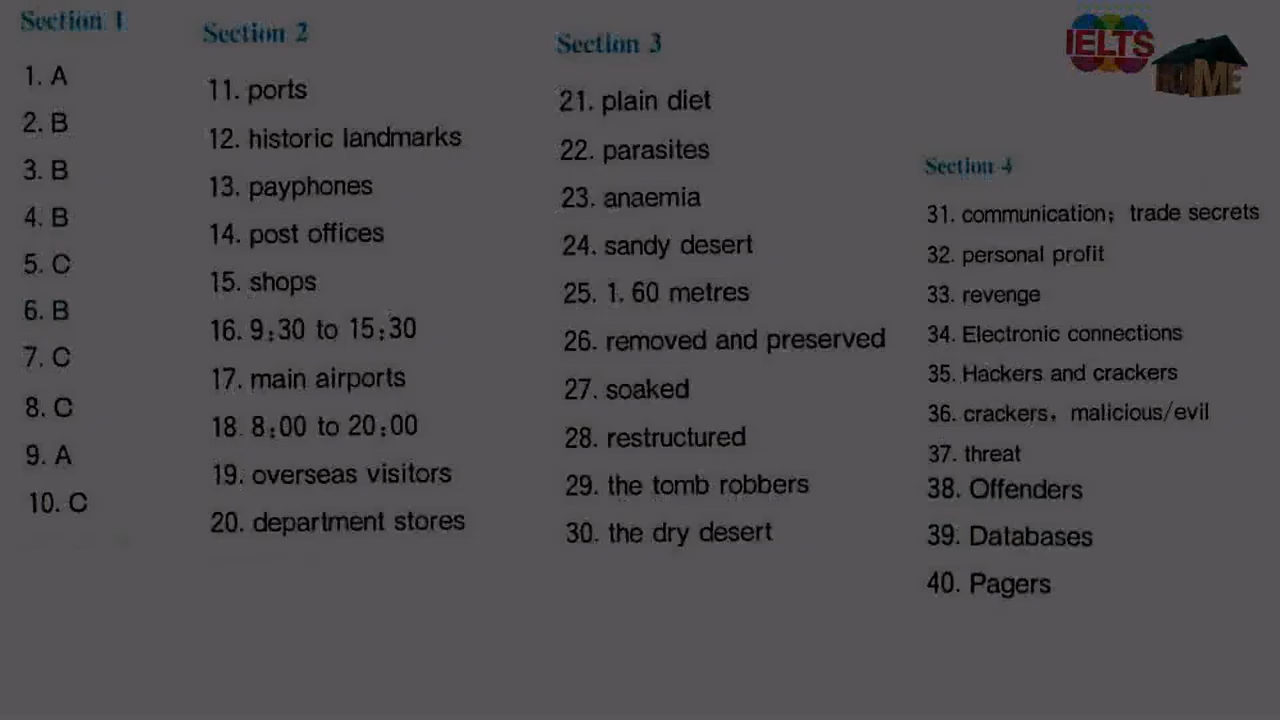 Section 1
1. A
2. B
3. B
4. B
5. C
6. B
7. C
8. C
9. A
10. C
Section 2
11. ports
12. historic landmarks
13. payphones
14. post offices
15. shops
16. 9:30 to 15:30
17. main airports
18. 8:00 to 20:00
19. overseas visitors
20. department stores
Section 3
21. plain diet
22. parasites
23. anaemia
24. sandy desert
25. 1.60 metres
26. removed and preserved
27. soaked
28. restructured
29. the tomb robbers
30. the dry desert
IELTS
HOME
Section 4
31. communication; trade secrets
32. personal profit
33. revenge
34. Electronic connections
35. Hackers and crackers
36. crackers, malicious/evil
37. threat
38. Offenders
39. Databases
40. Pagers